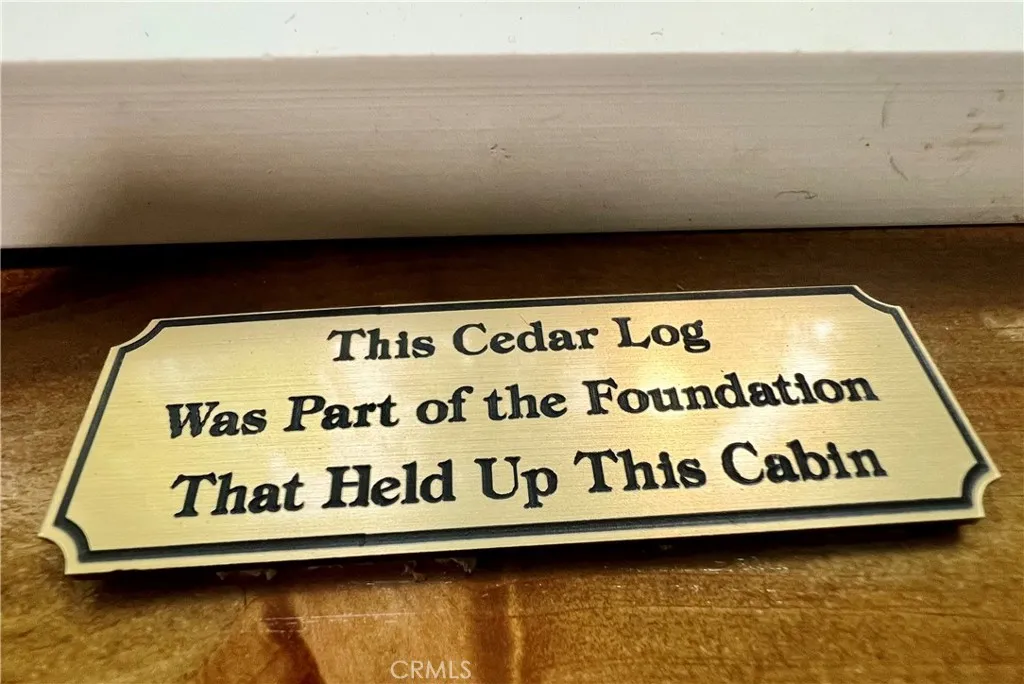 This Cedar Log
Was Part of the Foundation
That Held Up This Cabin
CRMLS